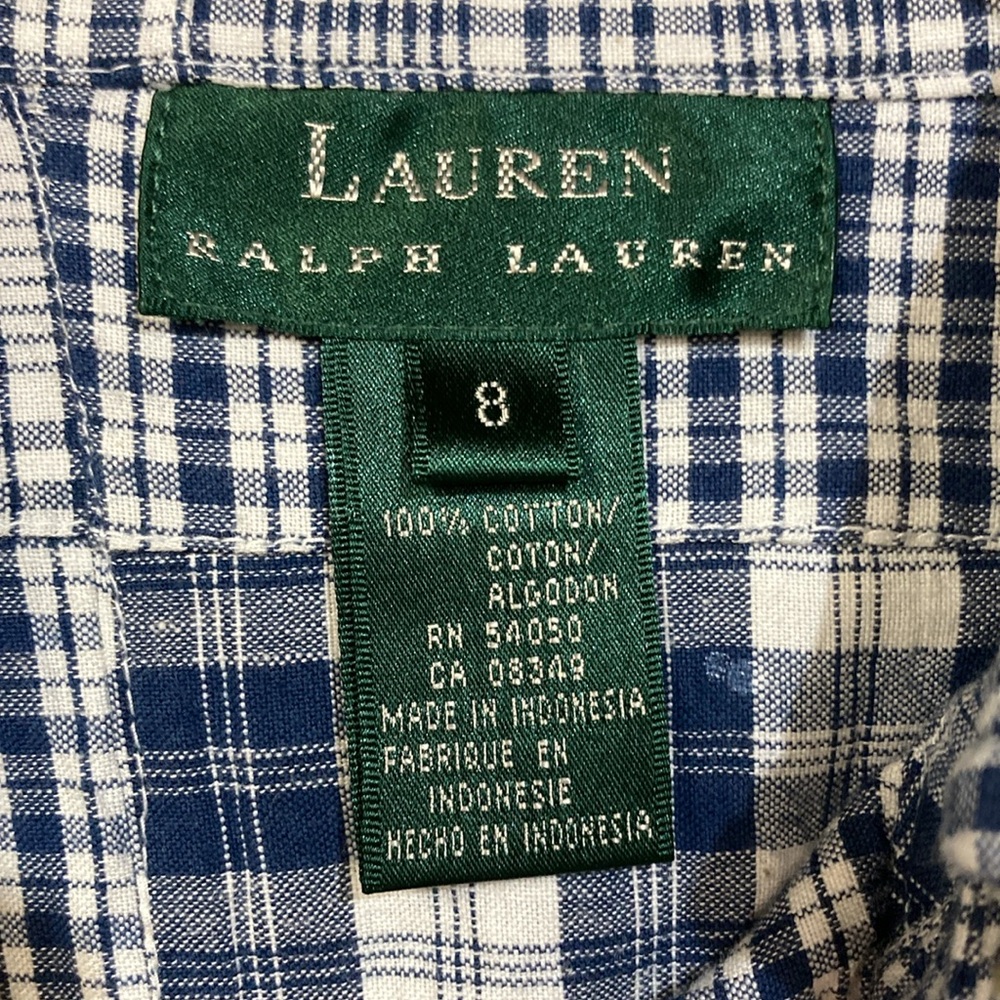 LAUREN
RALPH LAUREN
8
100% COTTON/
COTON/
ALGODON
RN 54050
CA 08349
MADE IN INDONESIA
FABRIQUE EN
INDONESIE
HECHO EN INDONESIA